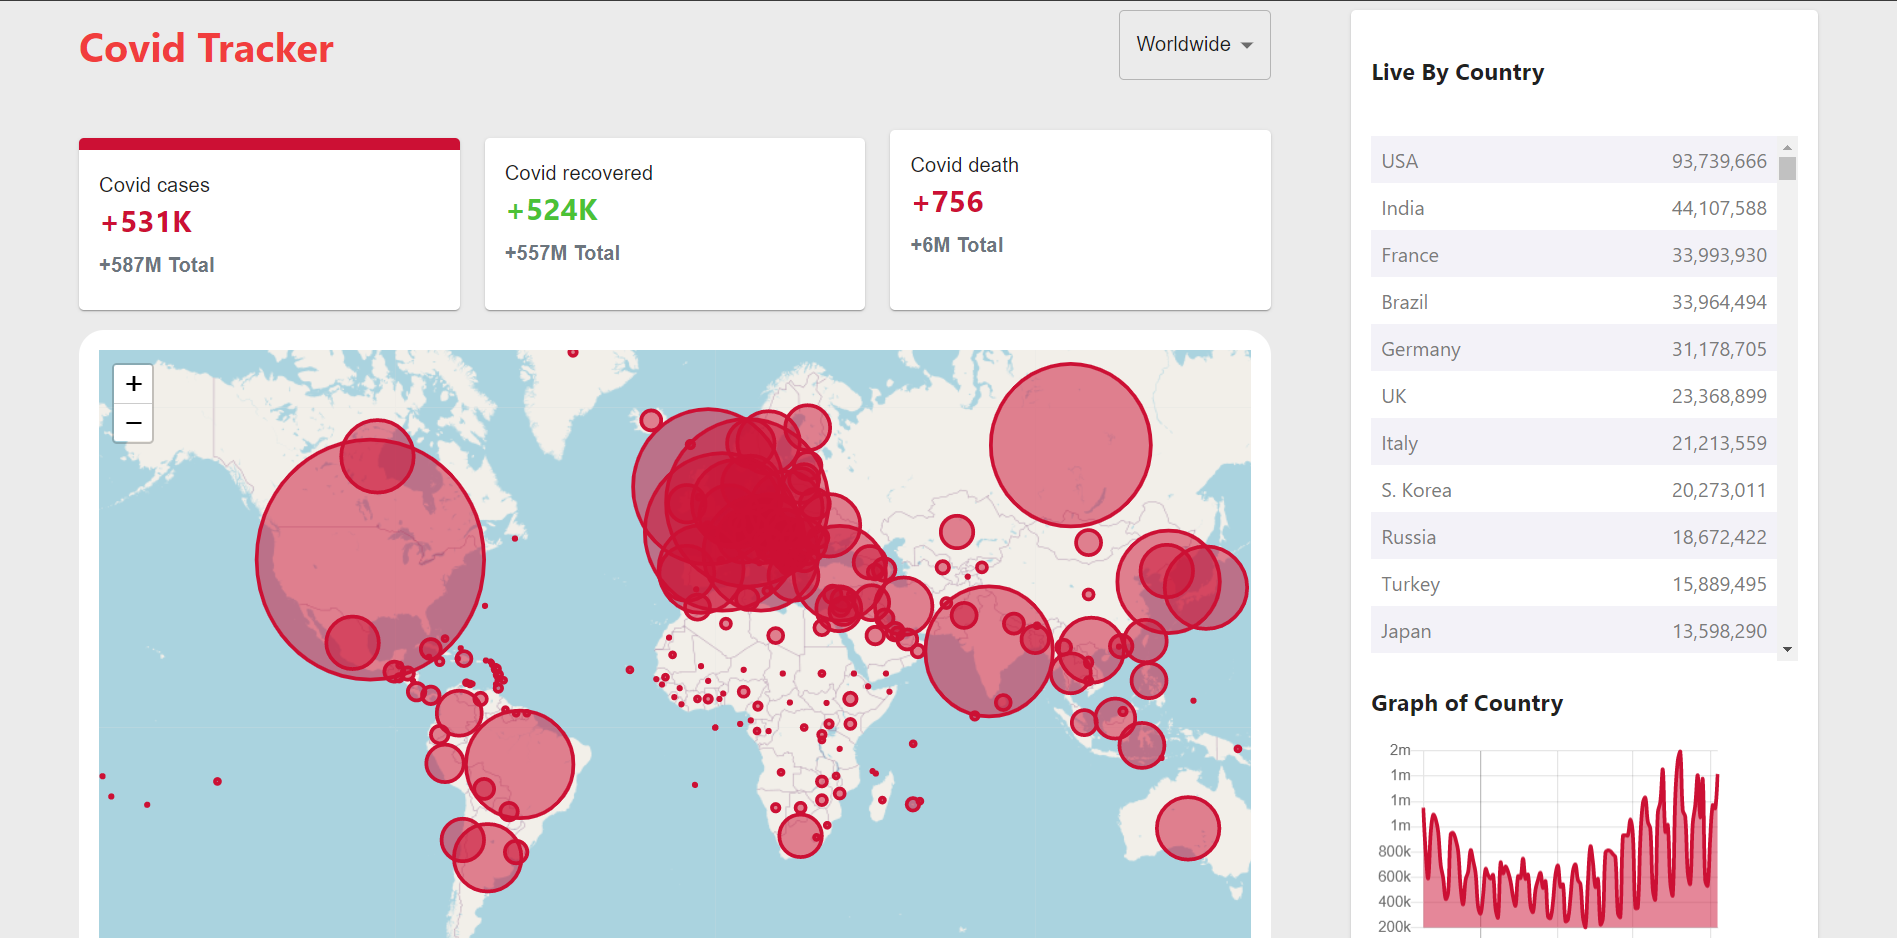 Covid Tracker
Worldwide
Covid cases
+531K
+587M Total
Covid recovered
+524K
+557M Total
Covid death
+756
+6M Total
+
−
Live By Country
USA 93,739,666
India 44,107,588
France 33,993,930
Brazil 33,964,494
Germany 31,178,705
UK 23,368,899
Italy 21,213,559
S. Korea 20,273,011
Russia 18,672,422
Turkey 15,889,495
Japan 13,598,290
Graph of Country
2m
1m
1m
1m
800k
600k
400k
200k